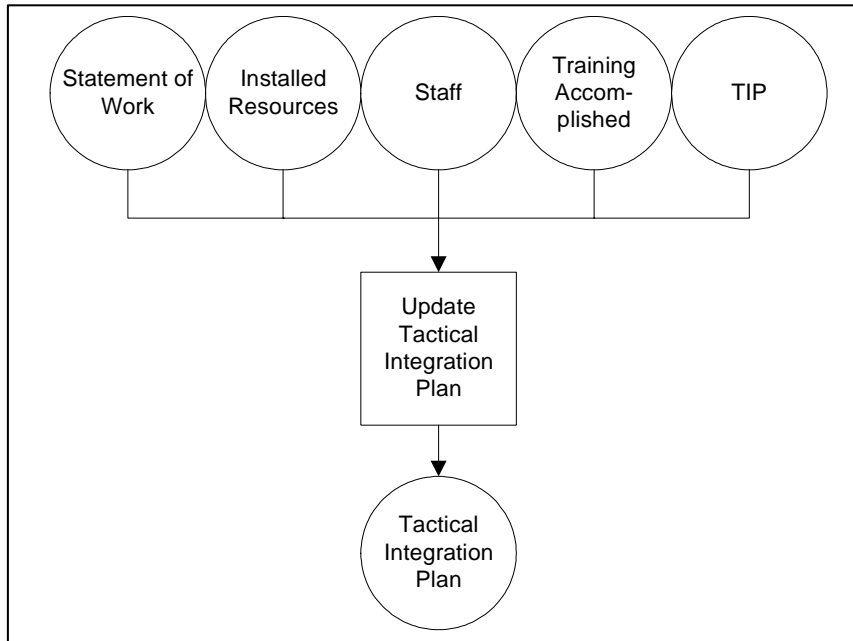 Statement of
Work
Installed
Resources
Staff
Training
Accom-
plished
TIP
Update
Tactical
Integration
Plan
Tactical
Integration
Plan